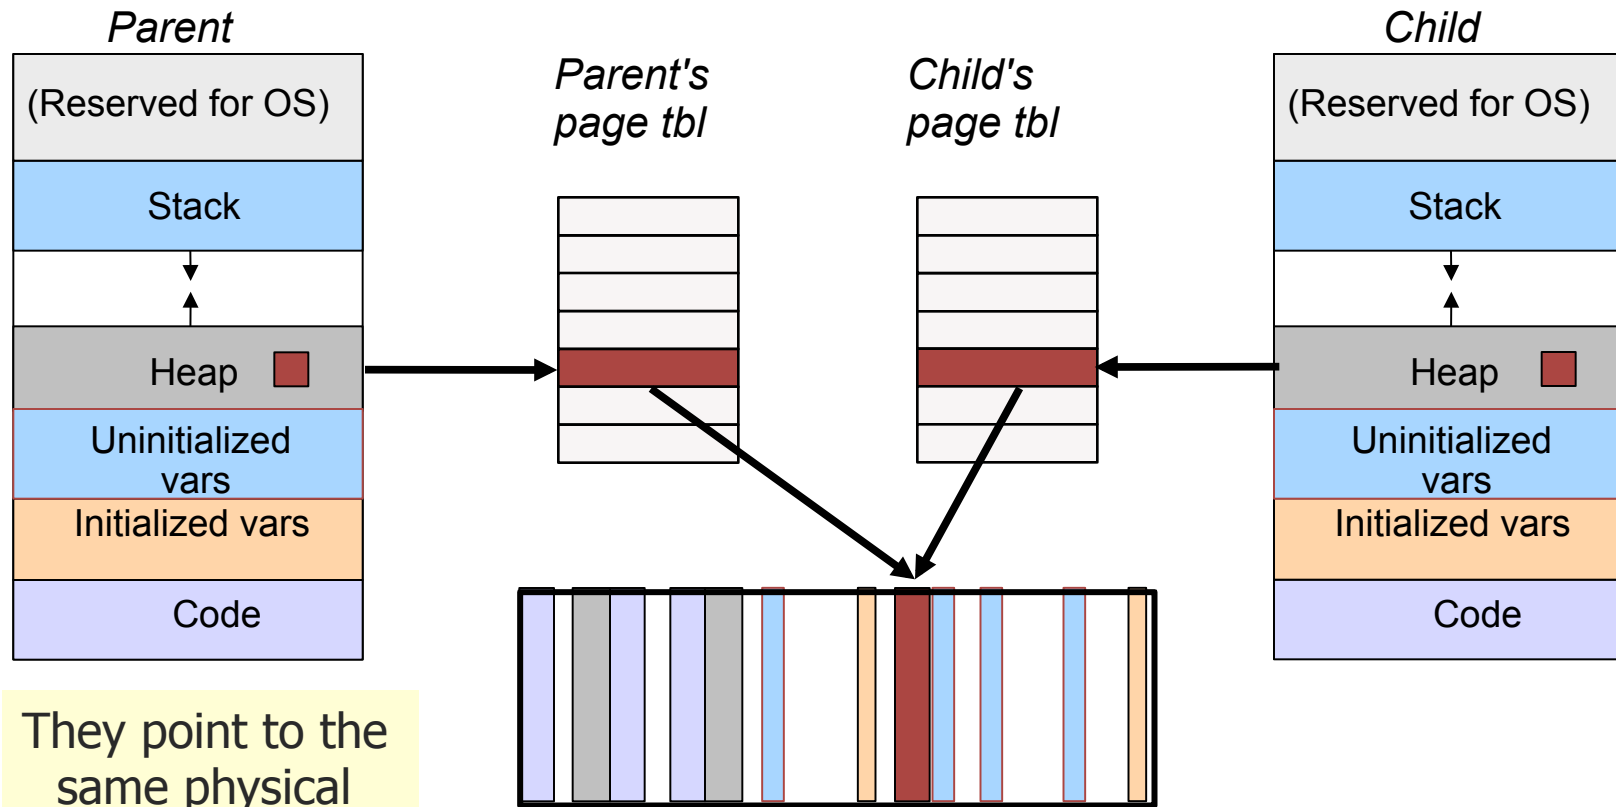 Parent
Child
Parent's
page tbl
Child's
page tbl
(Reserved for OS)
Stack
Heap
Uninitialized
vars
Initialized vars
Code
(Reserved for OS)
Stack
Heap
Uninitialized
vars
Initialized vars
Code
They point to the
same physical